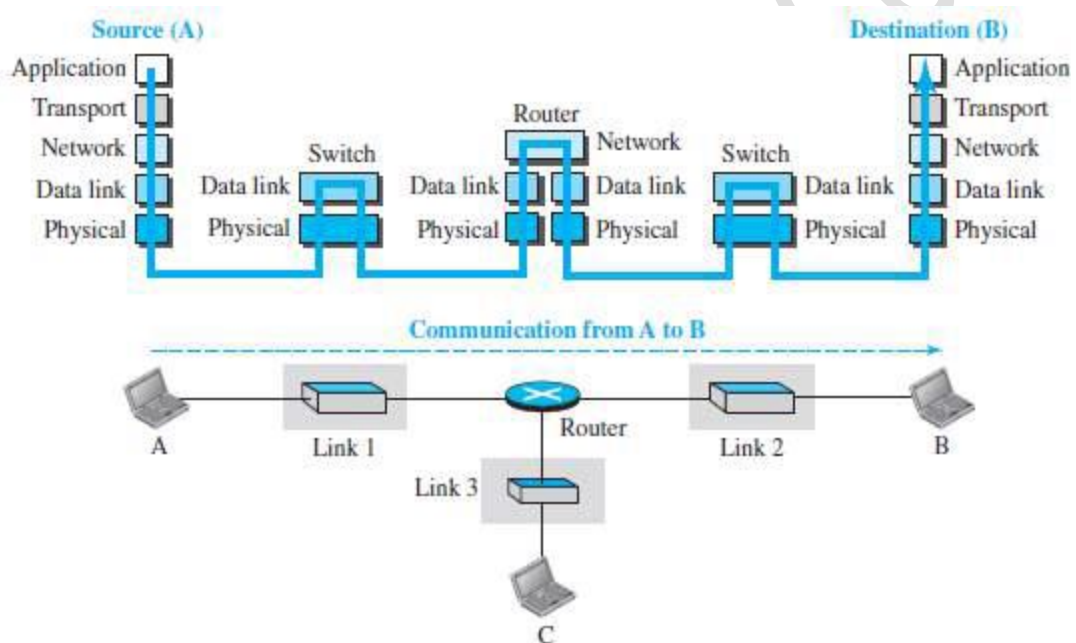 Source (A)
Destination (B)
Application
Transport
Network
Data link
Physical
Switch
Data link
Physical
Router
Network
Data link
Data link
Physical
Physical
Switch
Data link
Physical
Application
Transport
Network
Data link
Physical
Communication from A to B
A
Link 1
Router
Link 2
B
Link 3
C